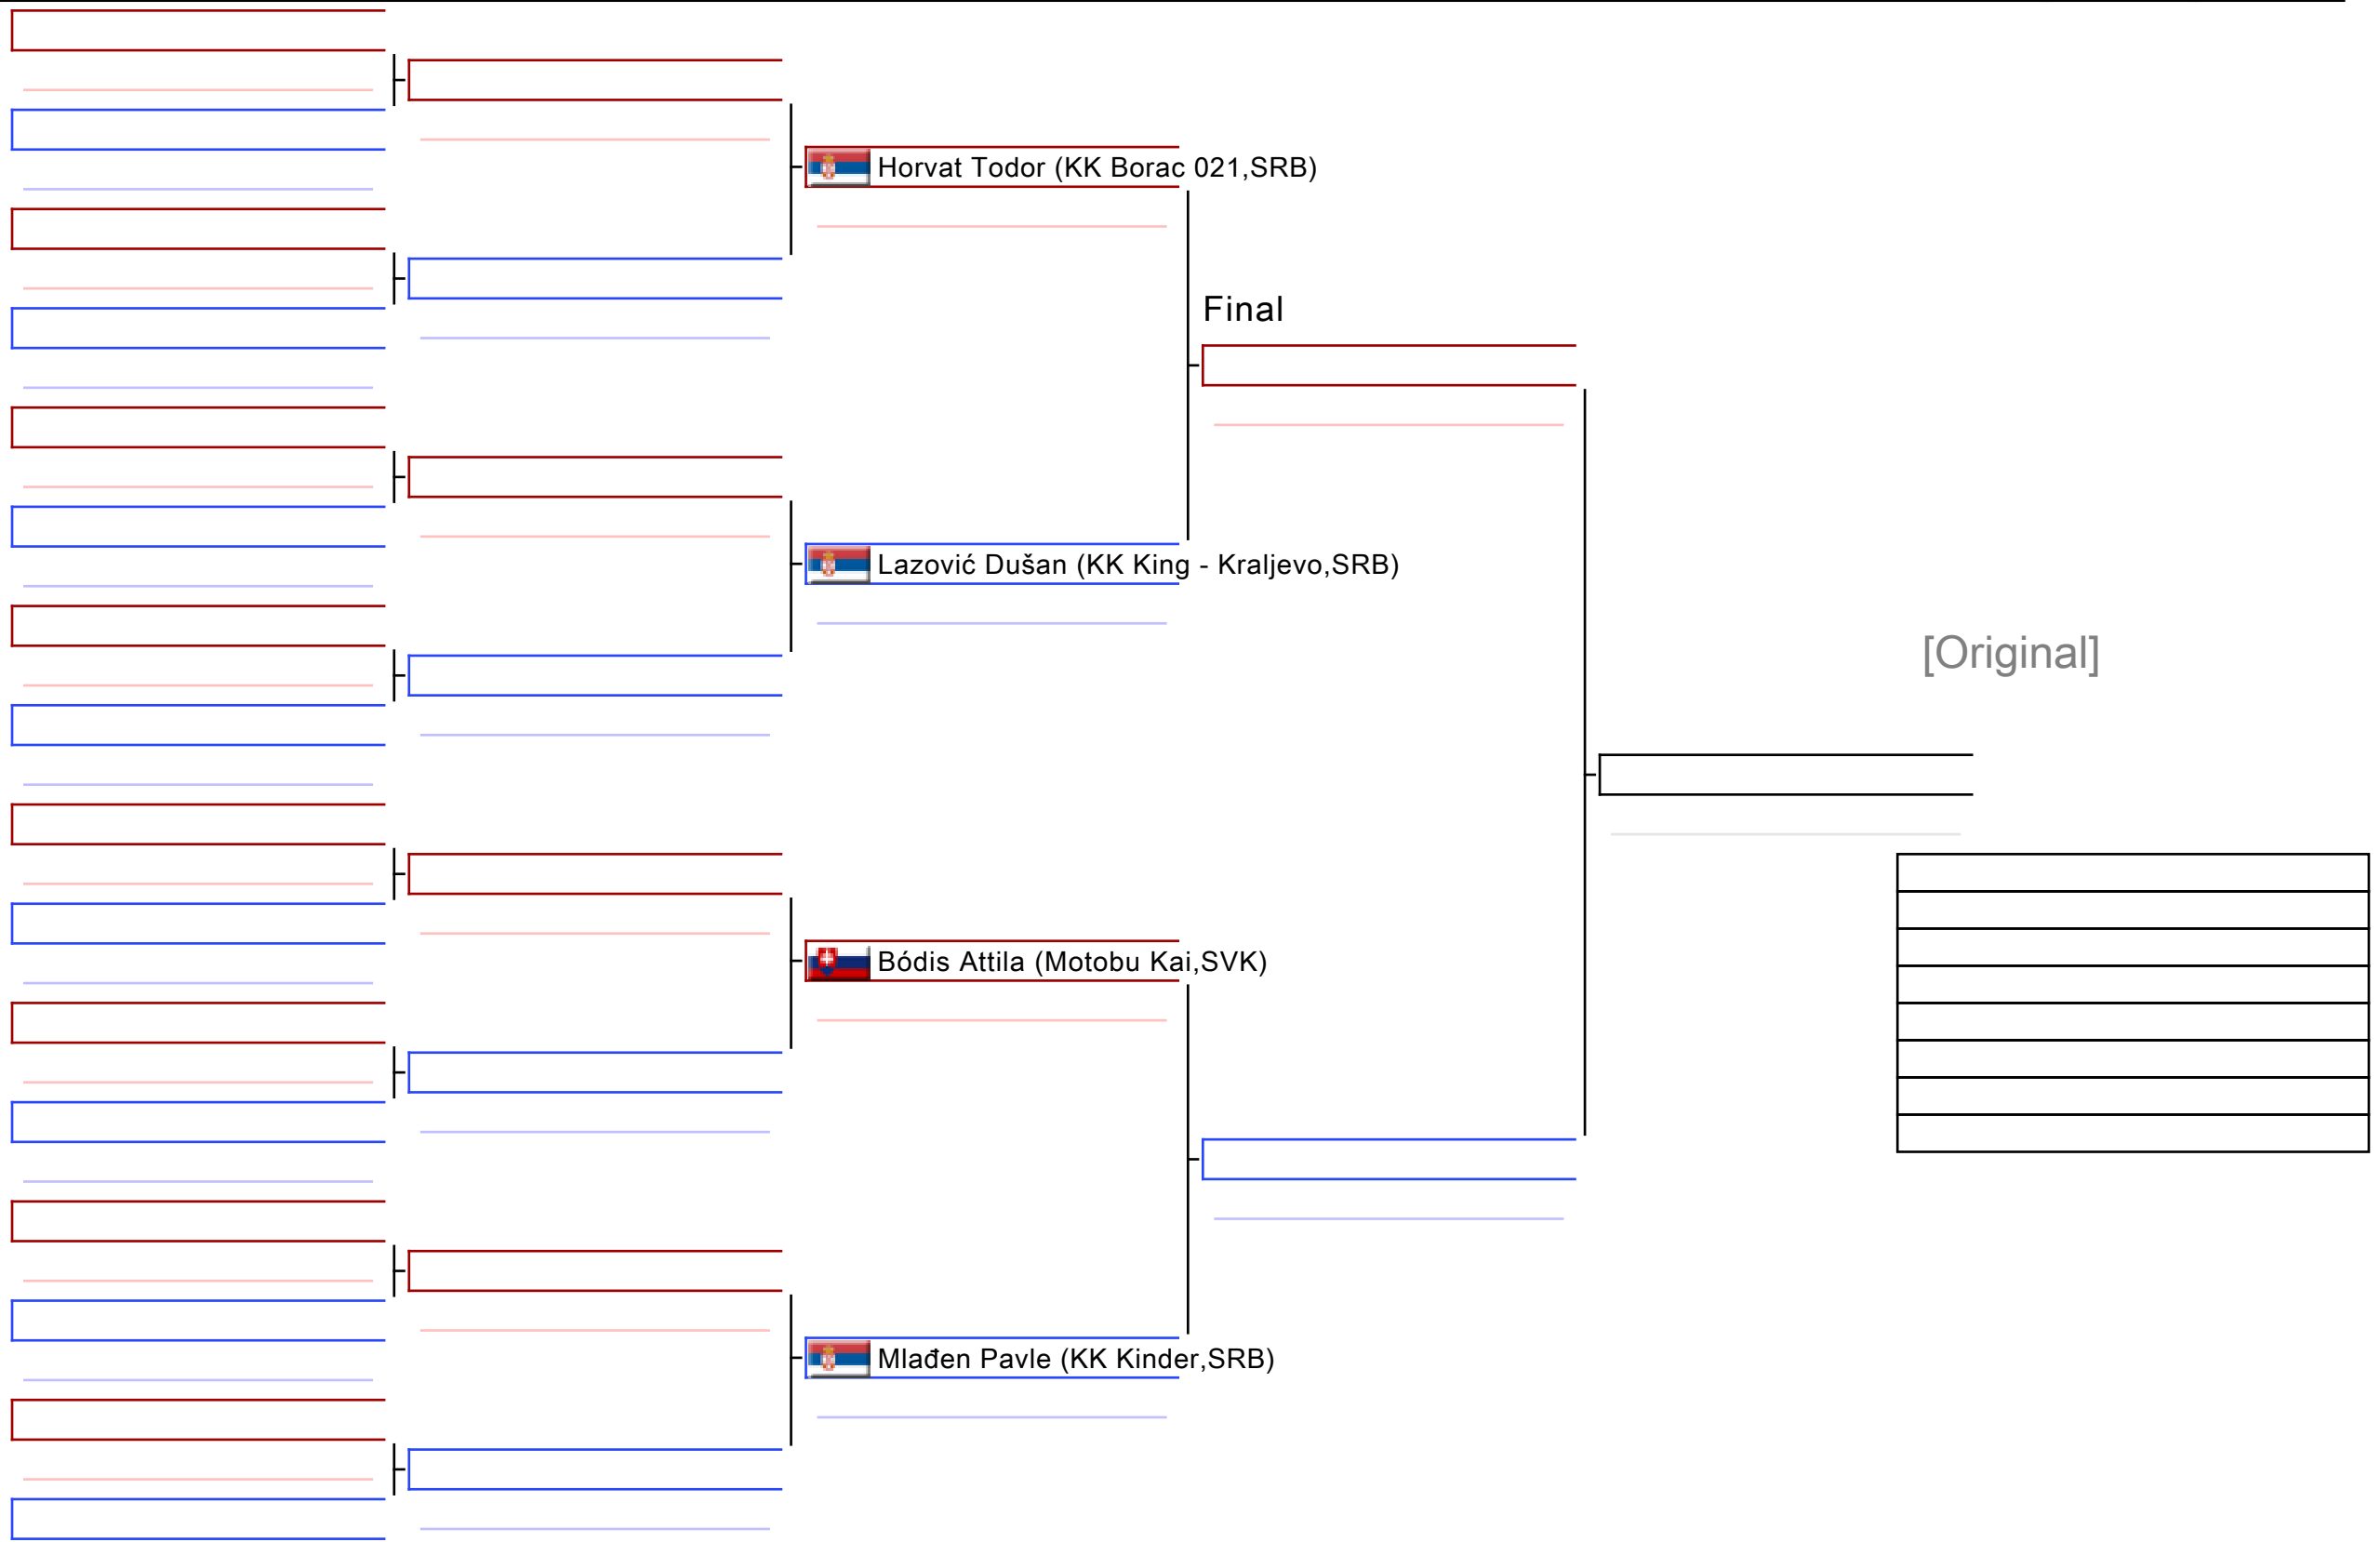 Horvat Todor (KK Borac 021,SRB)
Final
Lazović Dušan (KK King - Kraljevo,SRB)
[Original]
Bódis Attila (Motobu Kai,SVK)
Mlađen Pavle (KK Kinder,SRB)